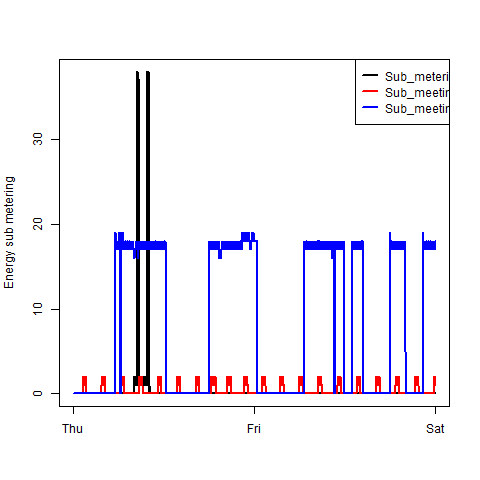 Sub_meteri
Sub_meetir
Sub_meetir
Energy sub metering
30
20
10
0
Thu
Fri
Sat